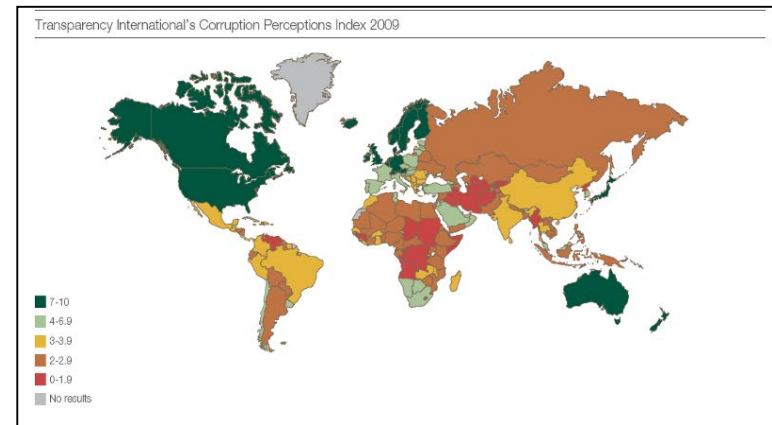 Transparency International's Corruption Perceptions Index 2009
7-10
4-6.9
3-3.9
2-2.9
0-1.9
No results